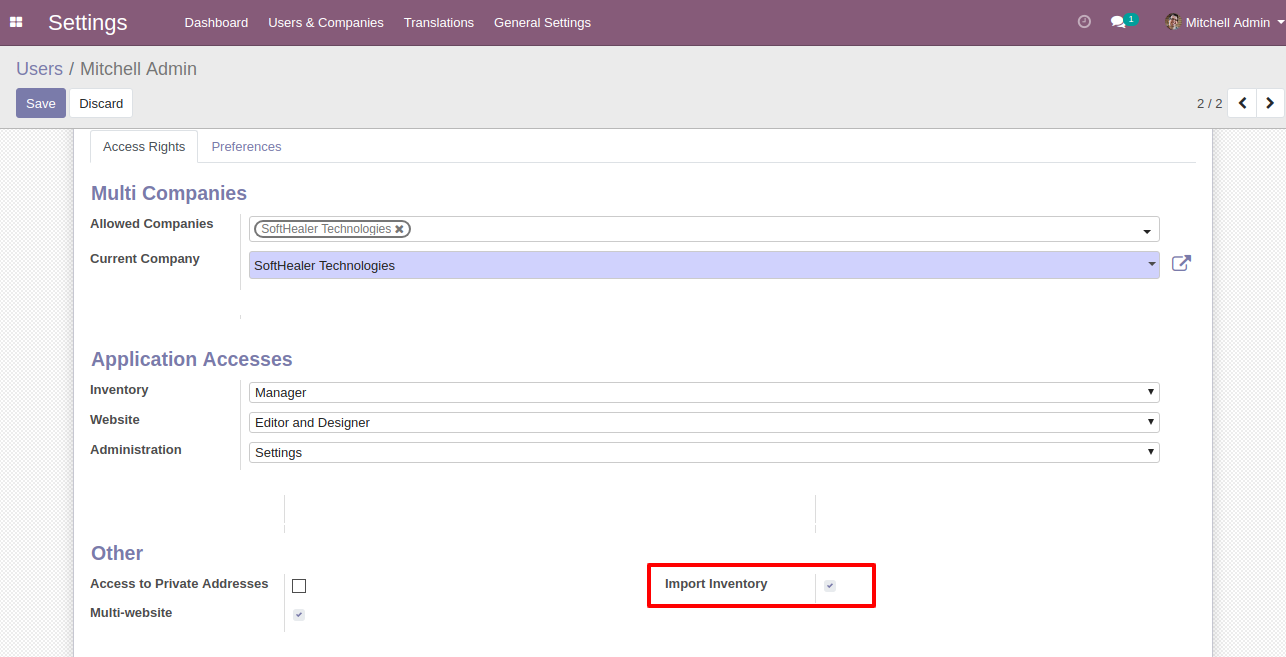 Settings Dashboard Users & Companies Translations General Settings 1 Mitchell Admin
Users / Mitchell Admin
Save Discard 2 / 2
Access Rights Preferences
Multi Companies
Allowed Companies SoftHealer Technologies
Current Company SoftHealer Technologies
Application Accesses
Inventory Manager
Website Editor and Designer
Administration Settings
Other
Access to Private Addresses Import Inventory
Multi-website